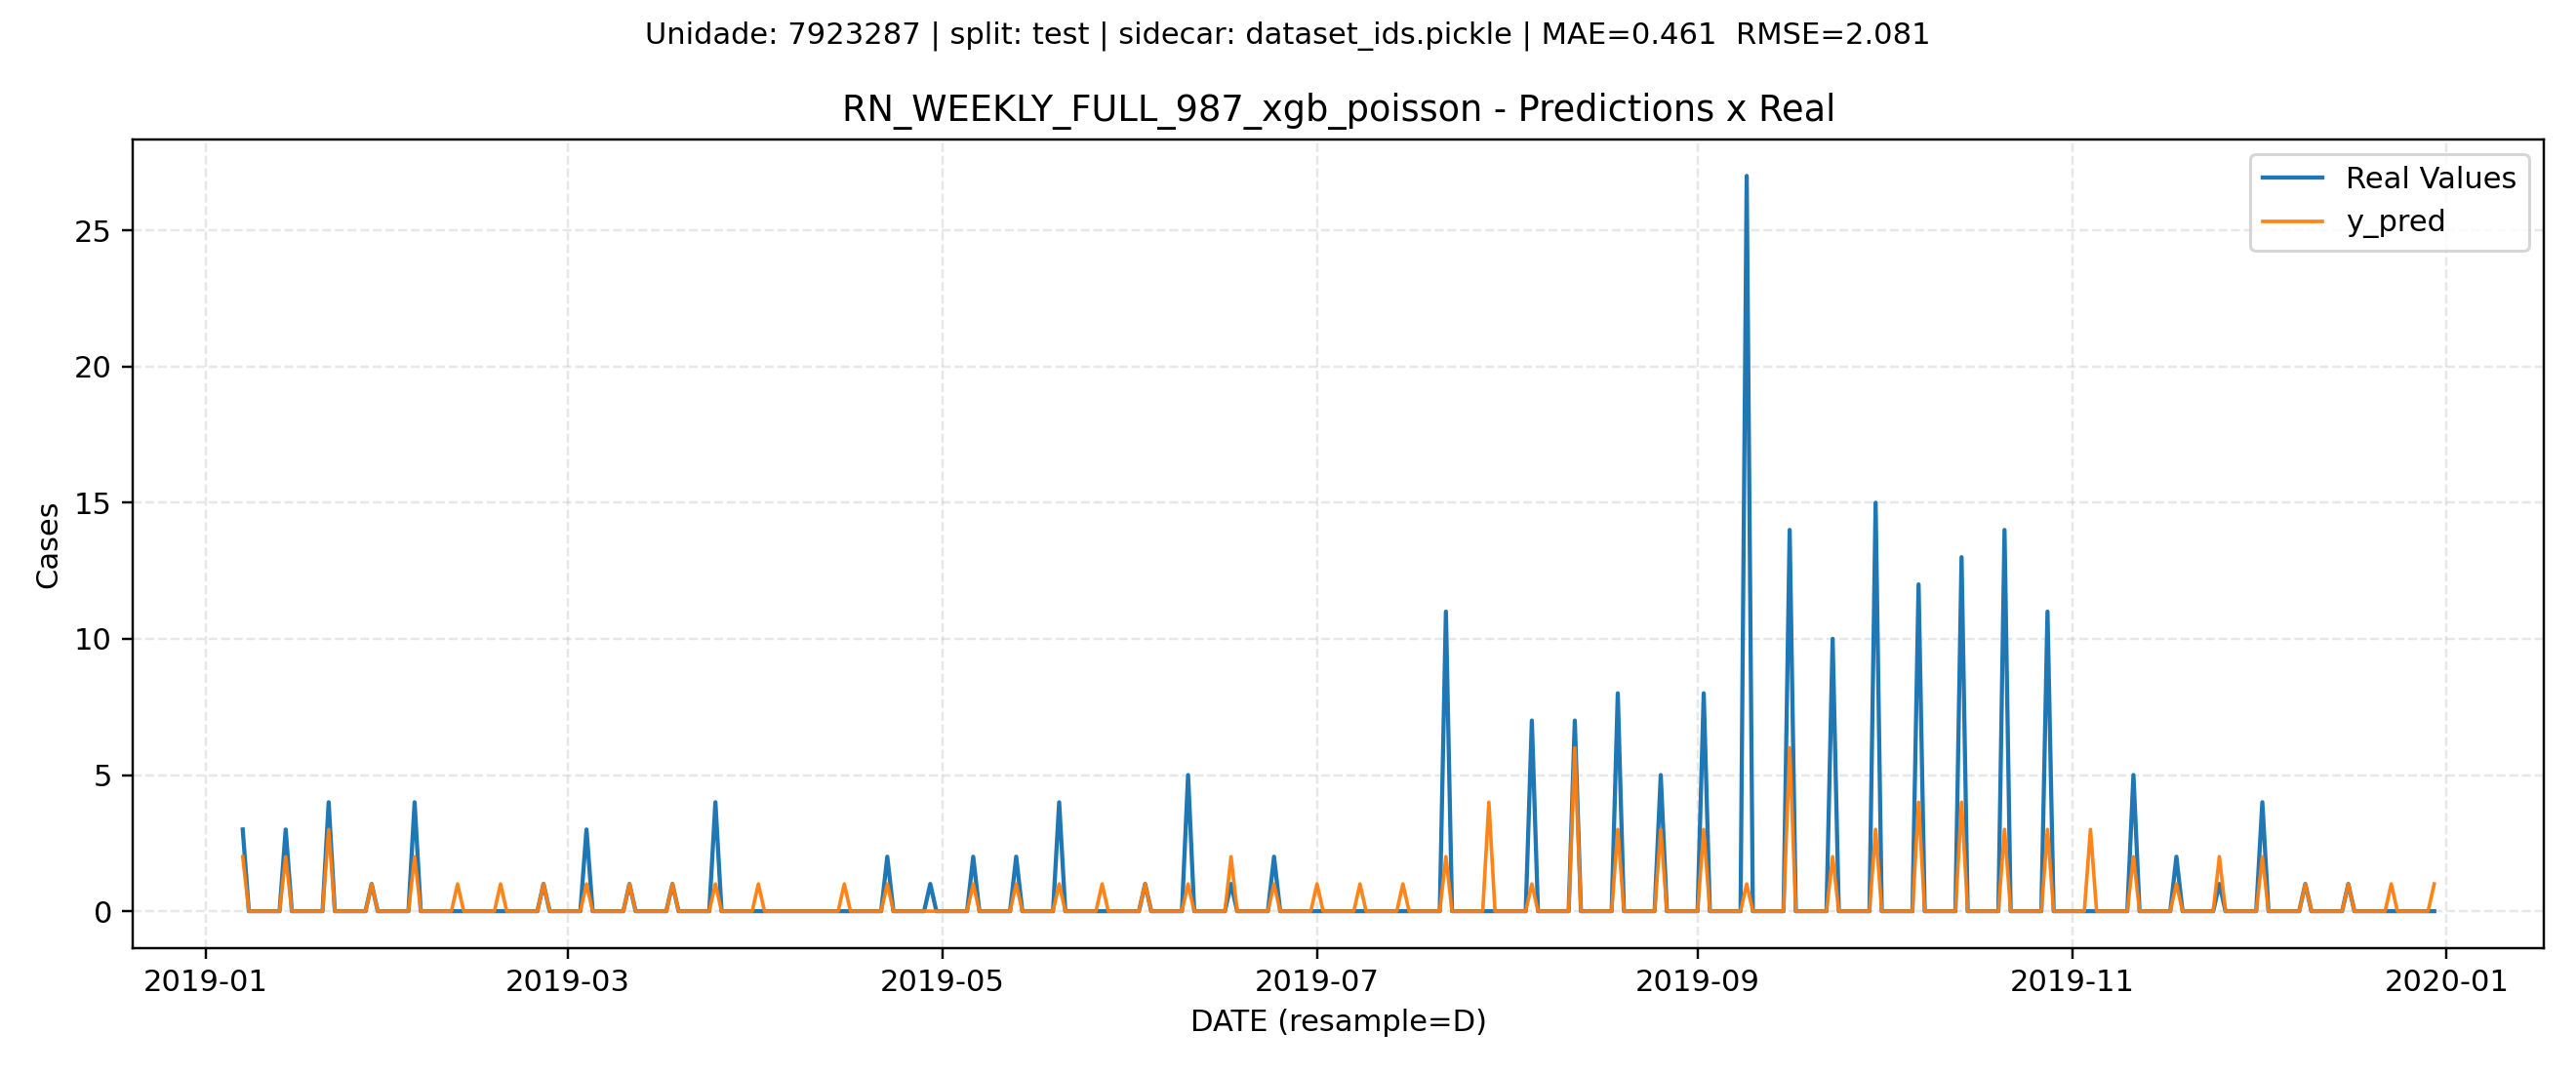 Unidade: 7923287 | split: test | sidecar: dataset_ids.pickle | MAE=0.461  RMSE=2.081
RN_WEEKLY_FULL_987_xgb_poisson - Predictions x Real
Real Values
y_pred
Cases
25
20
15
10
5
0
2019-01
2019-03
2019-05
2019-07
2019-09
2019-11
2020-01
DATE (resample=D)